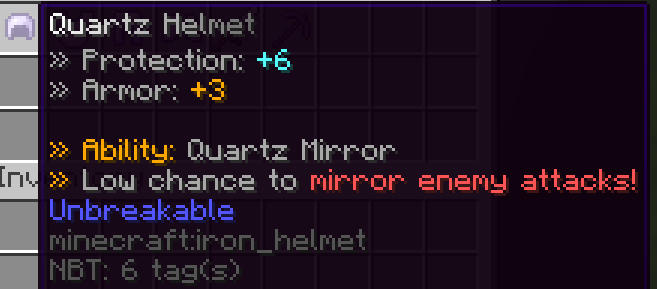 Quartz Helmet
» Protection: +6
» Armor: +3
» Ability: Quartz Mirror
» Low chance to mirror enemy attacks!
Inv
Unbreakable
minecraft:iron_helmet
NBT: 6 tag(s)